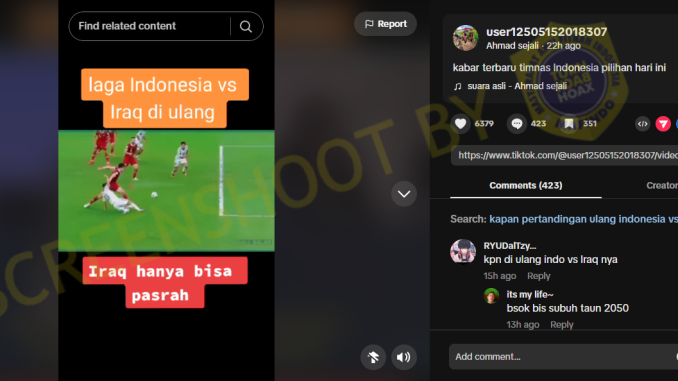 Find related content
Report
laga Indonesia vs
Iraq di ulang
Iraq hanya bisa
pasrah
user12505152018307
Ahmad sejali · 22h ago
kabar terbaru timnas Indonesia pilihan hari ini
suara asli - Ahmad sejali
6379
423
351
https://www.tiktok.com/@user12505152018307/video
Comments (423)
Creator
Search: kapan pertandingan ulang indonesia vs
RYUDalTzy...
kpn di ulang indo vs Iraq nya
15h ago Reply
its my life~
bsok bis subuh taun 2050
13h ago Reply
Add comment...
SCREENSHOOT BY
HOAX